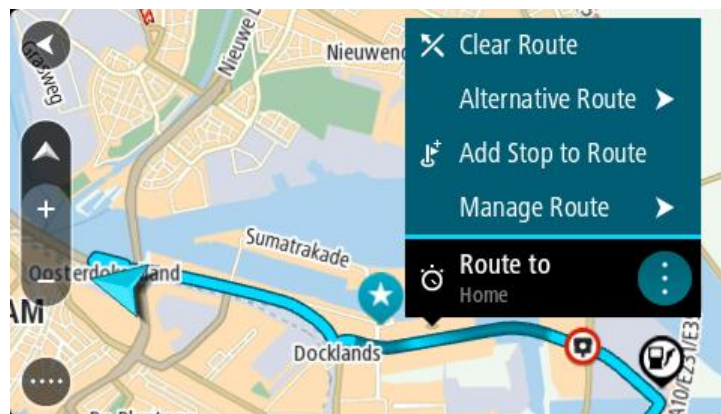 Grasweg
Nieuwe L
Nieuwend
Clear Route
Alternative Route
Add Stop to Route
Manage Route
Sumatrakade
Route to
Home
AM
Docklands
A10/E231/E3